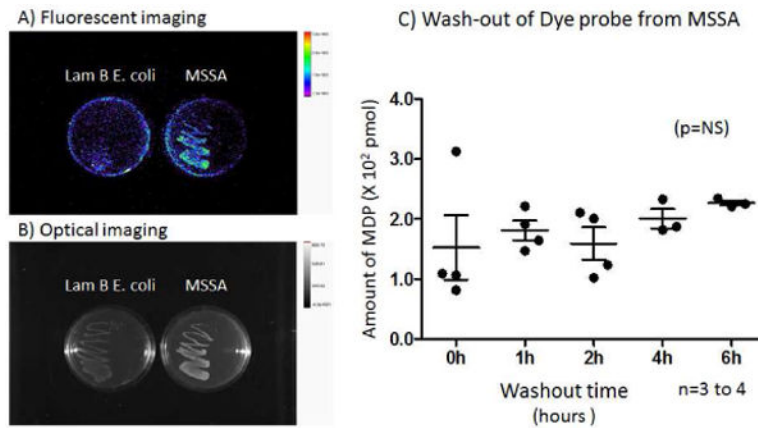 A) Fluorescent imaging
Lam B E. coli
MSSA
B) Optical imaging
Lam B E. coli
MSSA
C) Wash-out of Dye probe from MSSA
(p=NS)
Amount of MDP (X 10² pmol)
4.0
3.0
2.0
1.0
0.0
0h
1h
2h
4h
6h
Washout time
(hours )
n=3 to 4